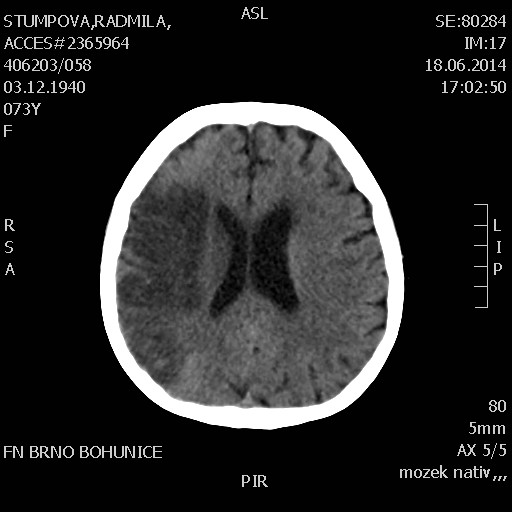 STUMPOVA,RADMILA,
ACCES#2365964
406203/058
03.12.1940
073Y
F
ASL
SE:80284
IM:17
18.06.2014
17:02:50
R
S
A
L
I
P
FN BRNO BOHUNICE
PIR
80
5mm
AX 5/5
mozek nativ,,,